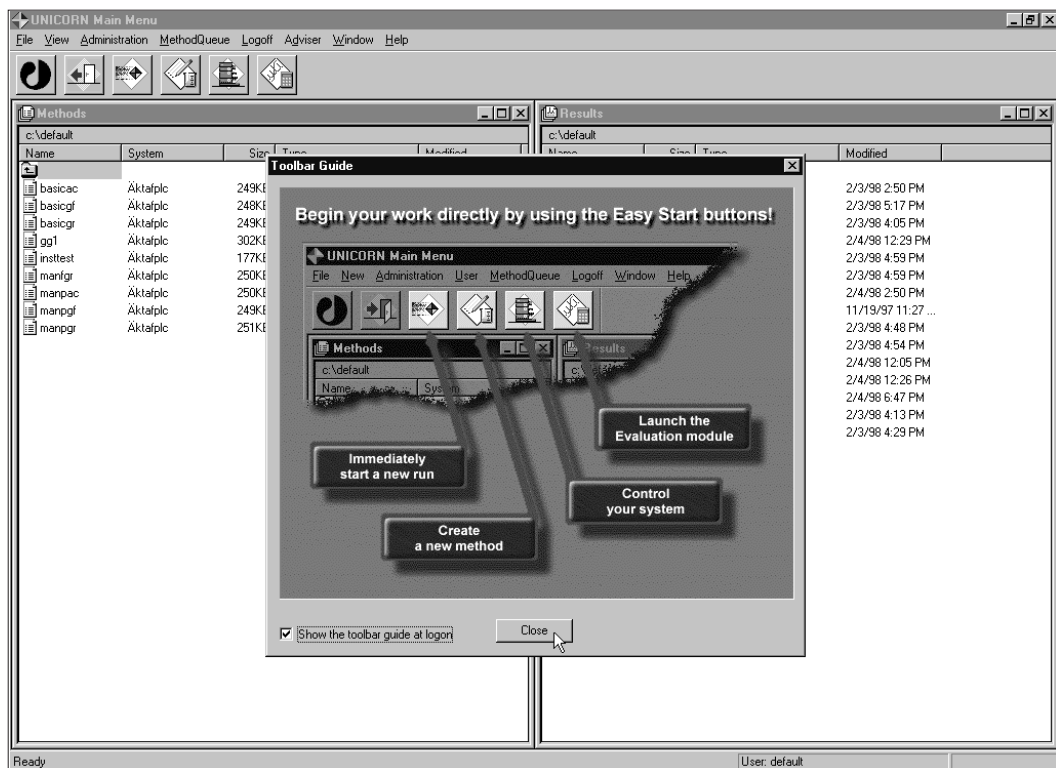 UNICORN Main Menu
File View Administration MethodQueue Logoff Adviser Window Help
Methods
c:\default
Name System Size Type Modified
basicac Äktafplc 249KB
basicgf Äktafplc 248KB
basicgr Äktafplc 249KB
gg1 Äktafplc 302KB
insttest Äktafplc 177KB
manfgr Äktafplc 250KB
manpac Äktafplc 250KB
manpgf Äktafplc 249KB
manpgr Äktafplc 251KB
Results
c:\default
Name Size Type Modified
2/3/98 2:50 PM
2/3/98 5:17 PM
2/3/98 4:05 PM
2/4/98 12:29 PM
2/3/98 4:59 PM
2/3/98 4:59 PM
2/4/98 2:50 PM
11/19/97 11:27 ...
2/3/98 4:48 PM
2/3/98 4:54 PM
2/4/98 12:05 PM
2/4/98 12:26 PM
2/4/98 6:47 PM
2/3/98 4:13 PM
2/3/98 4:29 PM
Toolbar Guide
Begin your work directly by using the Easy Start buttons!
UNICORN Main Menu
File New Administration User MethodQueue Logoff Window Help
Methods
c:\default
Name System
Results
Launch the
Evaluation module
Immediately
start a new run
Control
your system
Create
a new method
Show the toolbar guide at logon
Close
Ready
User: default